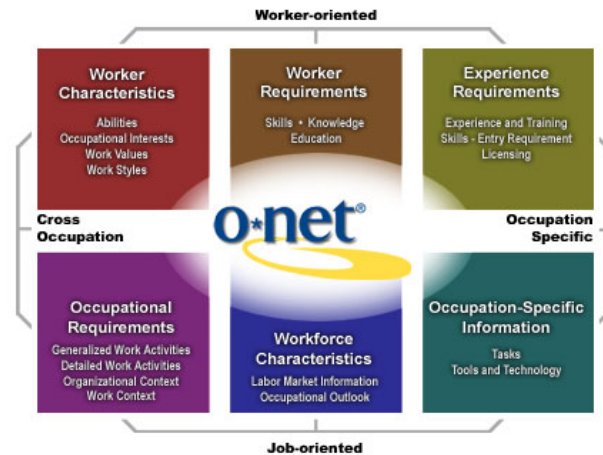 Worker-oriented
Worker
Characteristics
Abilities
Occupational Interests
Work Values
Work Styles
Worker
Requirements
Skills • Knowledge
Education
Experience
Requirements
Experience and Training
Skills - Entry Requirement
Licensing
Cross
Occupation
o*net®
Occupation
Specific
Occupational
Requirements
Generalized Work Activities
Detailed Work Activities
Organizational Context
Work Context
Workforce
Characteristics
Labor Market Information
Occupational Outlook
Occupation-Specific
Information
Tasks
Tools and Technology
Job-oriented